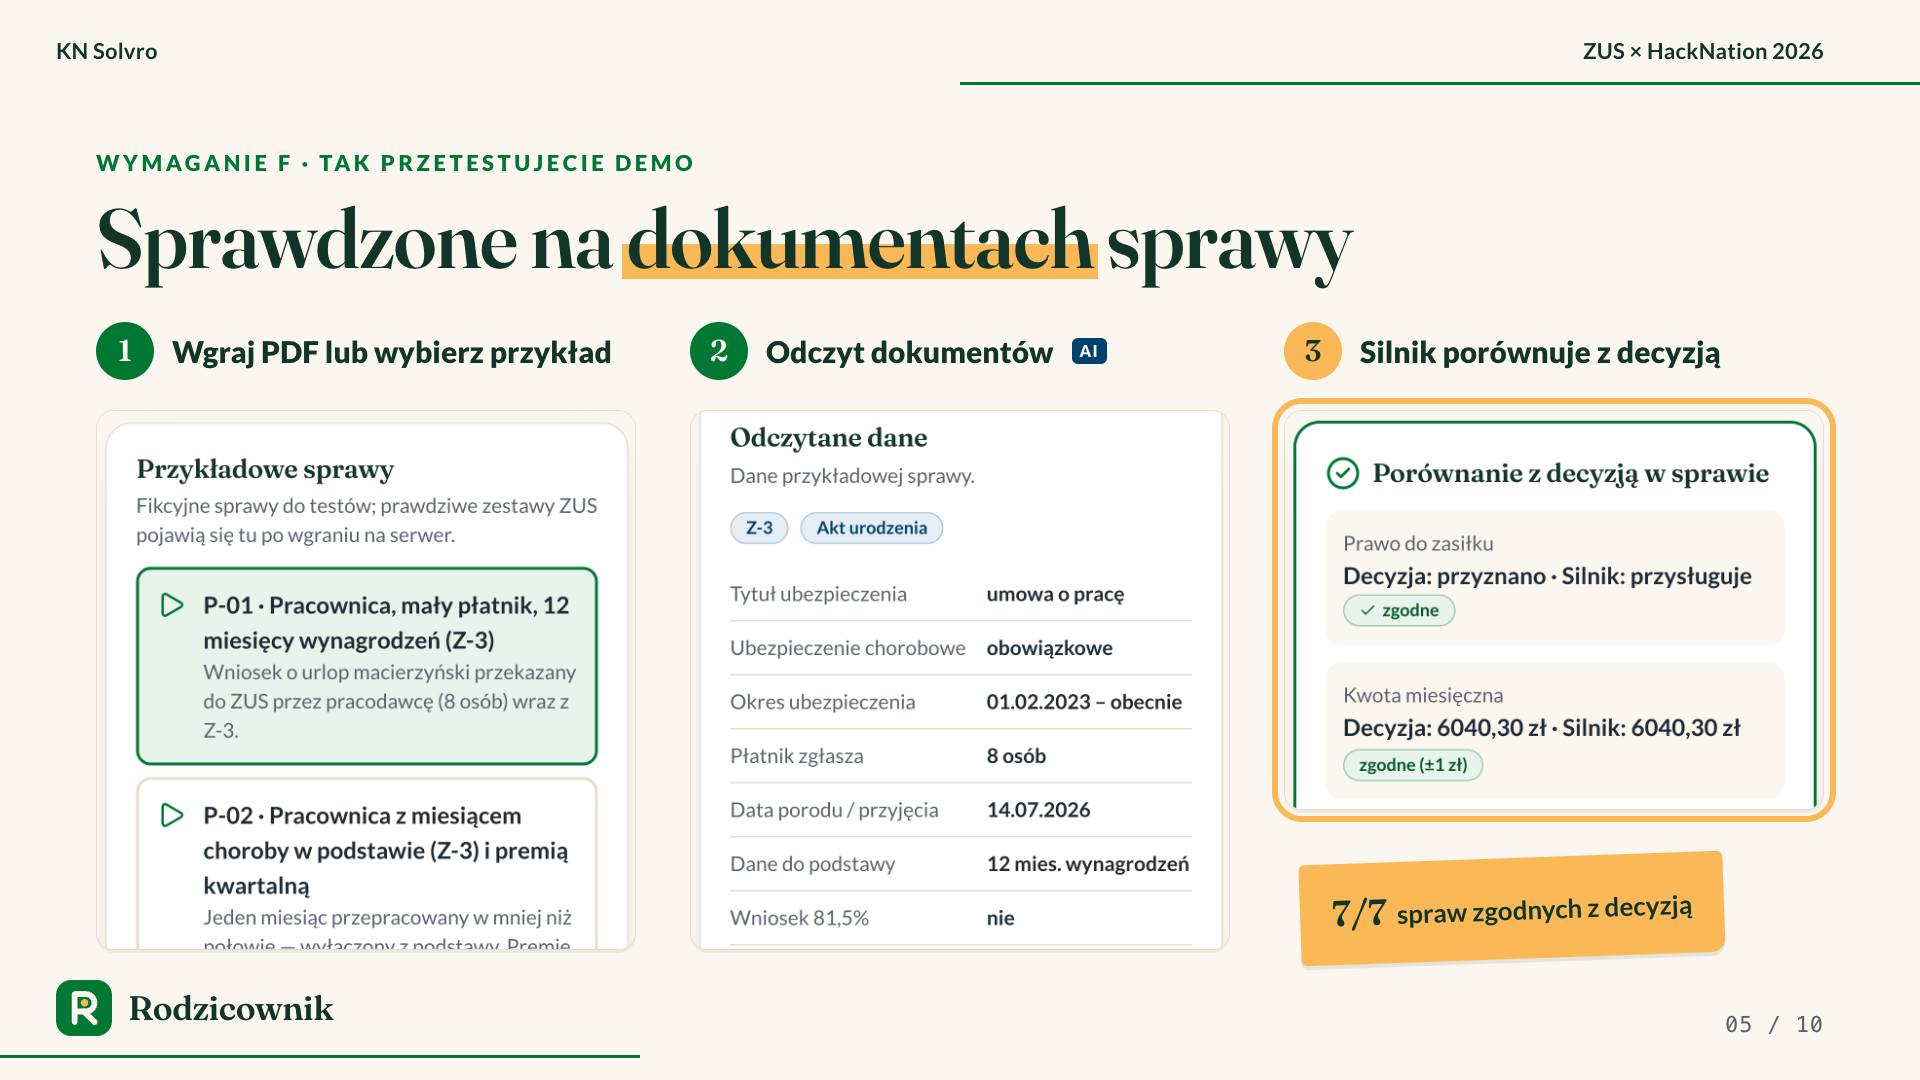 KN Solvro
ZUS × HackNation 2026
WYMAGANIE F · TAK PRZETESTUJECIE DEMO
Sprawdzone na dokumentach sprawy
1 Wgraj PDF lub wybierz przykład
Przykładowe sprawy
Fikcyjne sprawy do testów; prawdziwe zestawy ZUS
pojawią się tu po wgraniu na serwer.
P-01 · Pracownica, mały płatnik, 12
miesięcy wynagrodzeń (Z-3)
Wniosek o urlop macierzyński przekazany
do ZUS przez pracodawcę (8 osób) wraz z
Z-3.
P-02 · Pracownica z miesiącem
choroby w podstawie (Z-3) i premią
kwartalną
Jeden miesiąc przepracowany w mniej niż
połowie — wyłączony z podstawy. Premie
2 Odczyt dokumentów AI
Odczytane dane
Dane przykładowej sprawy.
Z-3 Akt urodzenia
Tytuł ubezpieczenia umowa o pracę
Ubezpieczenie chorobowe obowiązkowe
Okres ubezpieczenia 01.02.2023 – obecnie
Płatnik zgłasza 8 osób
Data porodu / przyjęcia 14.07.2026
Dane do podstawy 12 mies. wynagrodzeń
Wniosek 81,5% nie
3 Silnik porównuje z decyzją
Porównanie z decyzją w sprawie
Prawo do zasiłku
Decyzja: przyznano · Silnik: przysługuje
zgodne
Kwota miesięczna
Decyzja: 6040,30 zł · Silnik: 6040,30 zł
zgodne (±1 zł)
7/7 spraw zgodnych z decyzją
R Rodzicownik
05 / 10